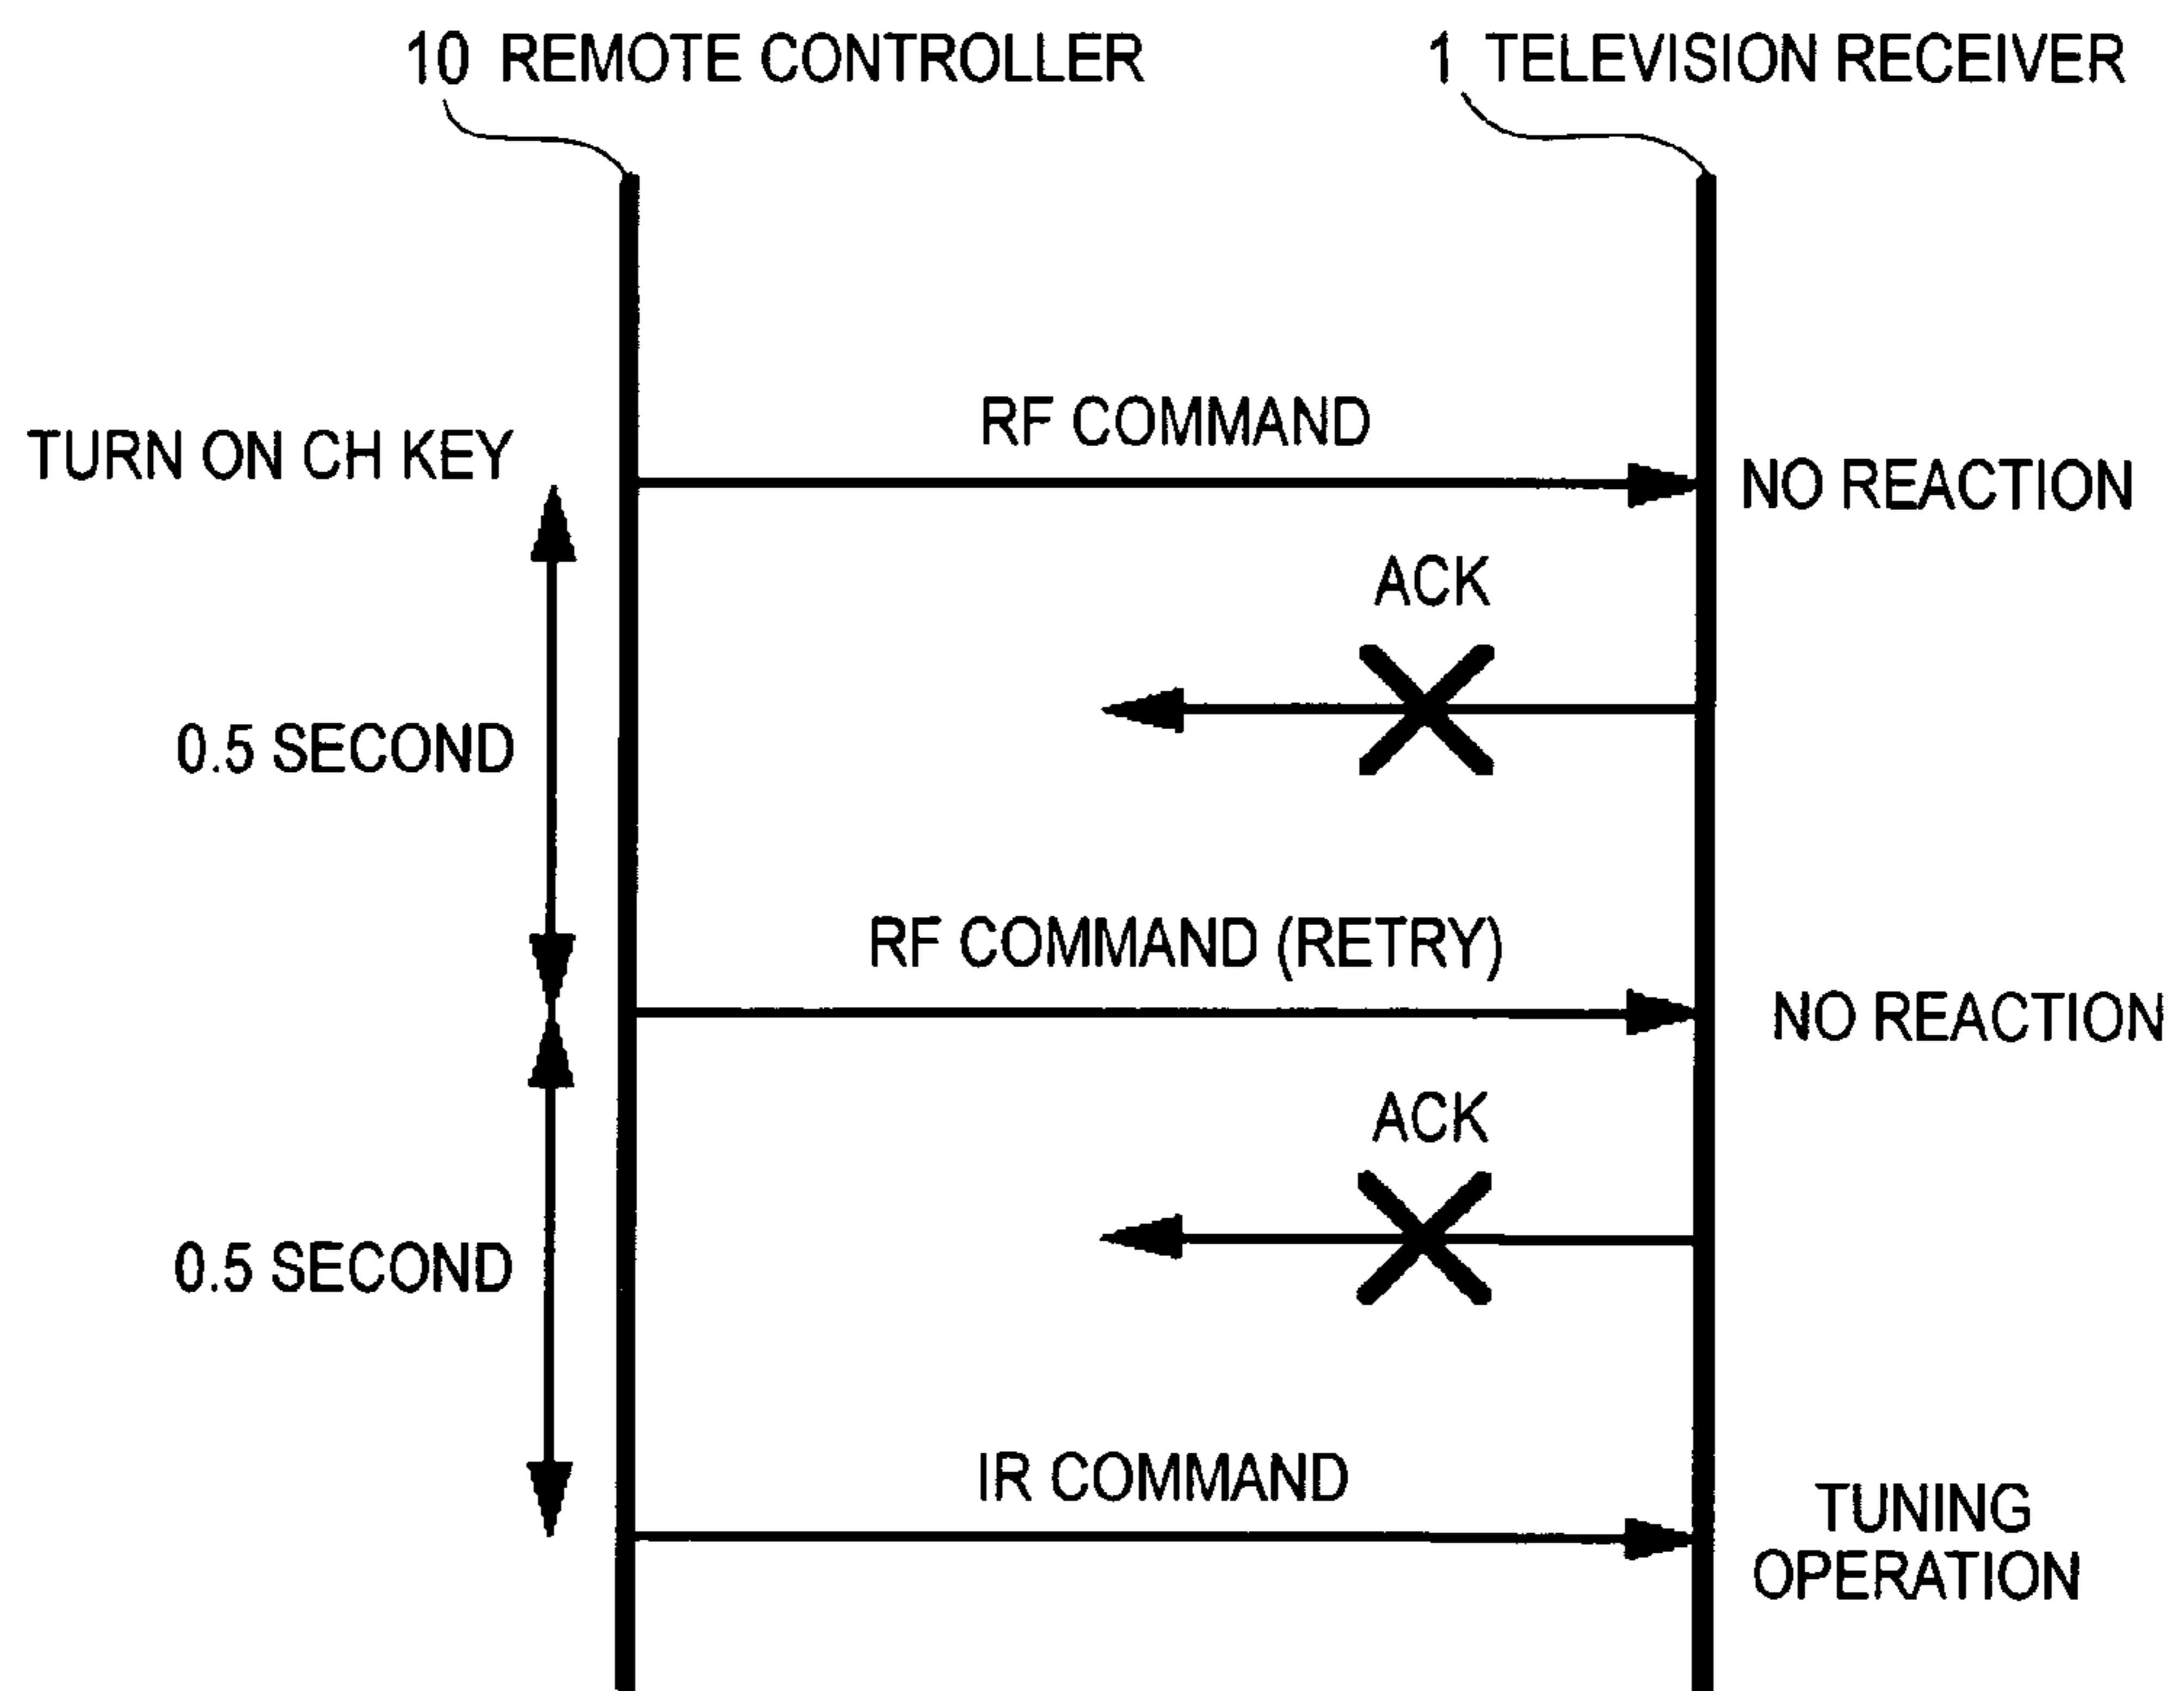 10 REMOTE CONTROLLER
1 TELEVISION RECEIVER
RF COMMAND
TURN ON CH KEY
NO REACTION
ACK
0.5 SECOND
RF COMMAND (RETRY)
NO REACTION
ACK
0.5 SECOND
IR COMMAND
TUNING
OPERATION